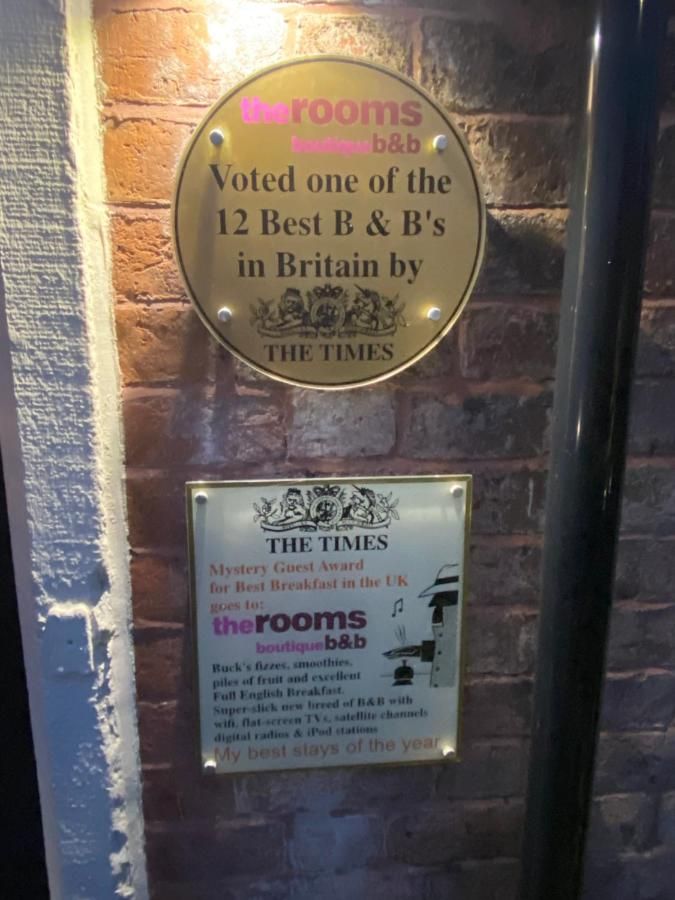 therooms
boutiqueb&b
Voted one of the
12 Best B & B's
in Britain by
THE TIMES
THE TIMES
Mystery Guest Award
for Best Breakfast in the UK
goes to:
therooms
boutiqueb&b
Buck's fizzes, smoothies,
piles of fruit and excellent
Full English Breakfast.
Super-slick new breed of B&B with
wifi, flat-screen TVs, satellite channels
digital radios & iPod stations
My best stays of the year